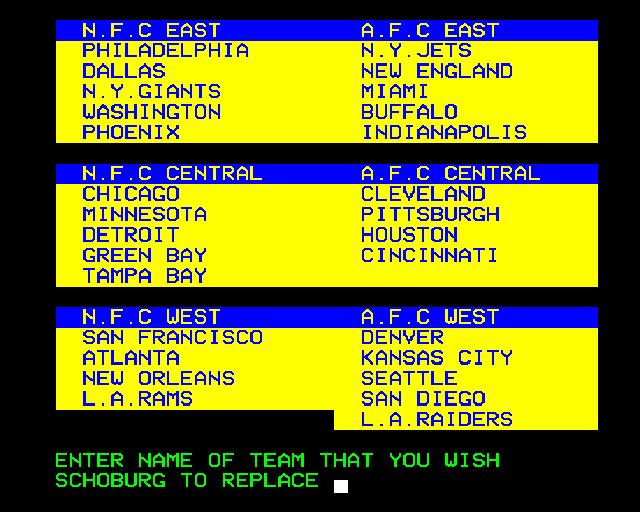 N.F.C EAST A.F.C EAST
PHILADELPHIA N.Y.JETS
DALLAS NEW ENGLAND
N.Y.GIANTS MIAMI
WASHINGTON BUFFALO
PHOENIX INDIANAPOLIS
N.F.C CENTRAL A.F.C CENTRAL
CHICAGO CLEVELAND
MINNESOTA PITTSBURGH
DETROIT HOUSTON
GREEN BAY CINCINNATI
TAMPA BAY
N.F.C WEST A.F.C WEST
SAN FRANCISCO DENVER
ATLANTA KANSAS CITY
NEW ORLEANS SEATTLE
L.A.RAMS SAN DIEGO
L.A.RAIDERS
ENTER NAME OF TEAM THAT YOU WISH
SCHOBURG TO REPLACE